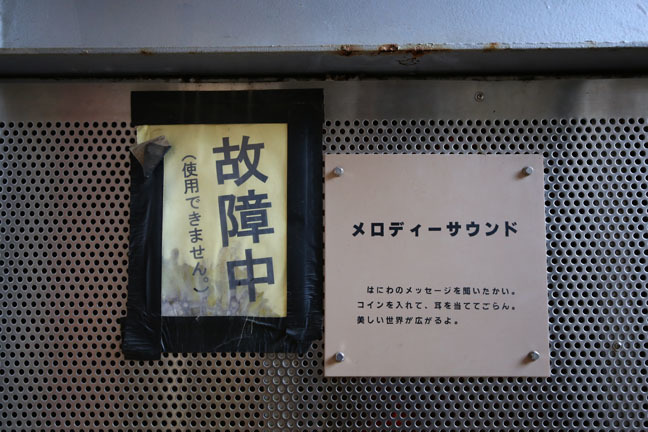 故障中
(使用できません。)
メロディーサウンド
はにわのメッセージを聞いたかい。
コインを入れて、耳を当ててごらん。
美しい世界が広がるよ。